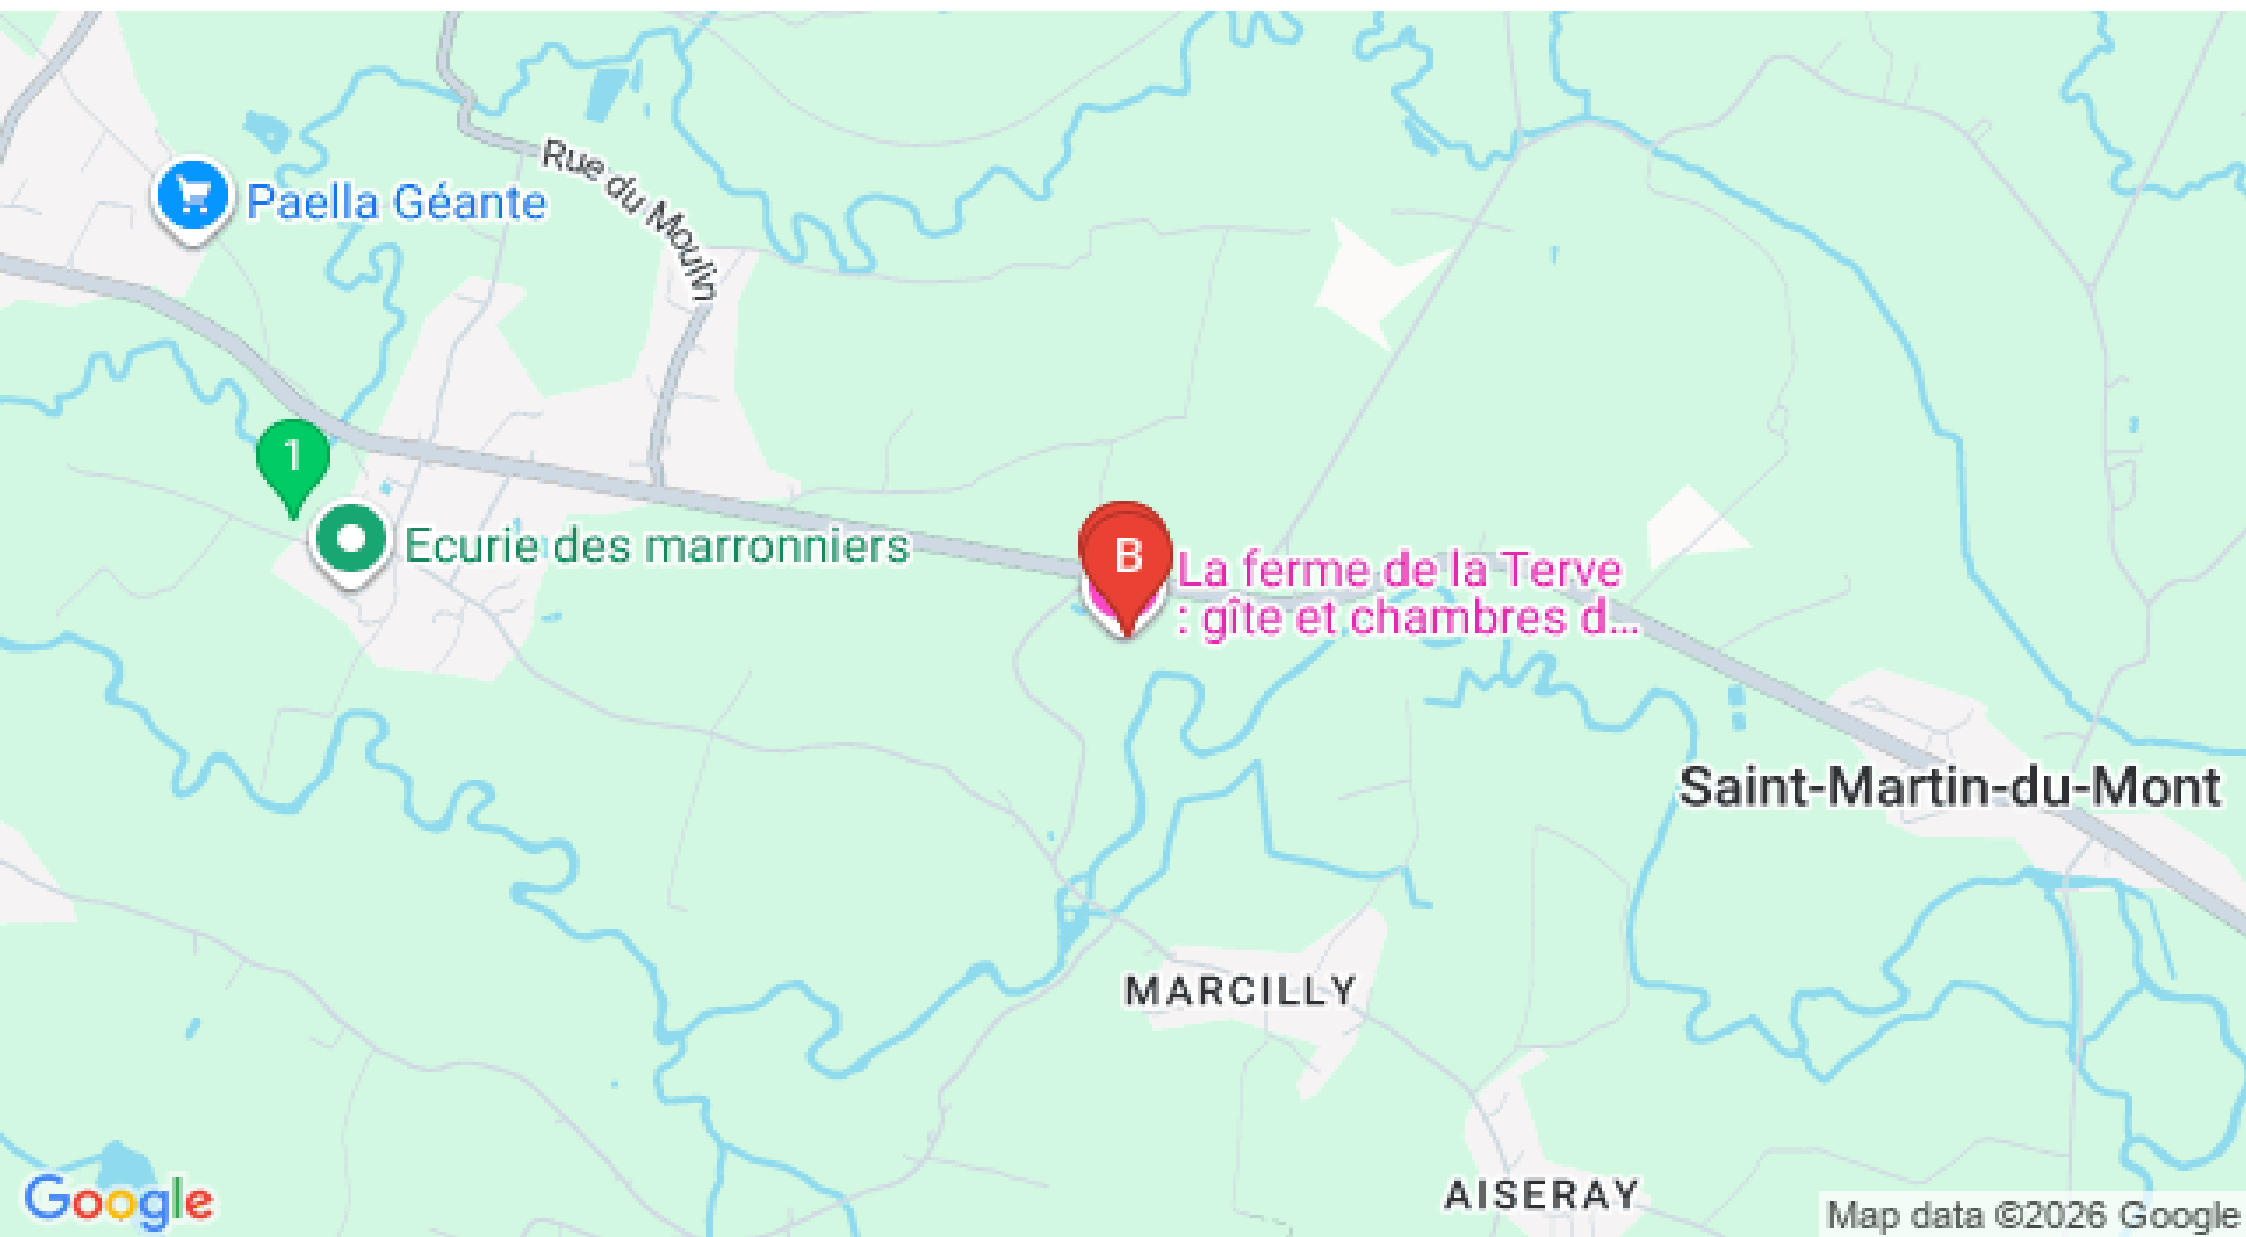 Rue du Moulin
Paella Géante
1
Ecurie des marronniers
B
La ferme de la Terve
: gîte et chambres d...
Saint-Martin-du-Mont
MARCILLY
AISERAY
Google
Map data ©2026 Google